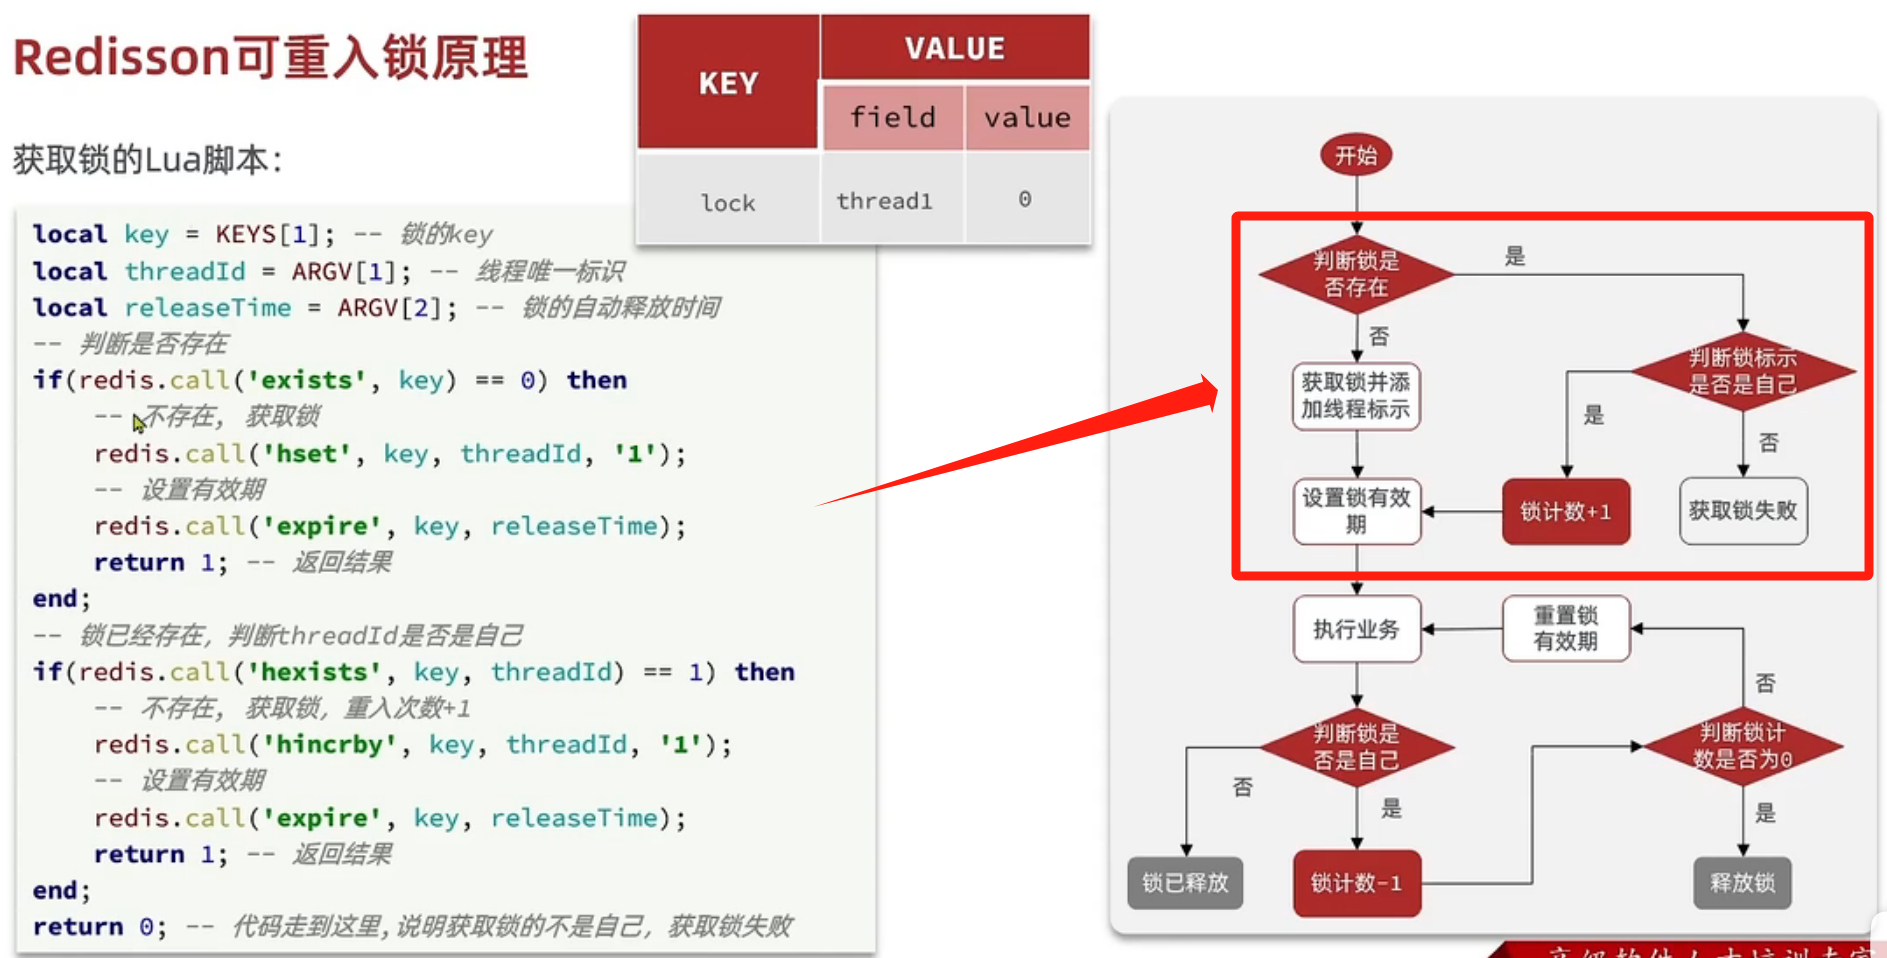 Redisson可重入锁原理
获取锁的Lua脚本：
KEY
VALUE
field
value
lock
thread1
0
local key = KEYS[1]; -- 锁的key
local threadId = ARGV[1]; -- 线程唯一标识
local releaseTime = ARGV[2]; -- 锁的自动释放时间
-- 判断是否存在
if(redis.call('exists', key) == 0) then
-- 不存在, 获取锁
redis.call('hset', key, threadId, '1');
-- 设置有效期
redis.call('expire', key, releaseTime);
return 1; -- 返回结果
end;
-- 锁已经存在，判断threadId是否是自己
if(redis.call('hexists', key, threadId) == 1) then
-- 不存在, 获取锁，重入次数+1
redis.call('hincrby', key, threadId, '1');
-- 设置有效期
redis.call('expire', key, releaseTime);
return 1; -- 返回结果
end;
return 0; -- 代码走到这里,说明获取锁的不是自己，获取锁失败
开始
判断锁是
否存在
是
否
判断锁标示
是否是自己
是
否
获取锁并添
加线程标示
设置锁有效
期
锁计数+1
获取锁失败
执行业务
重置锁
有效期
否
判断锁是
否是自己
判断锁计
数是否为0
否
是
是
锁已释放
锁计数-1
释放锁